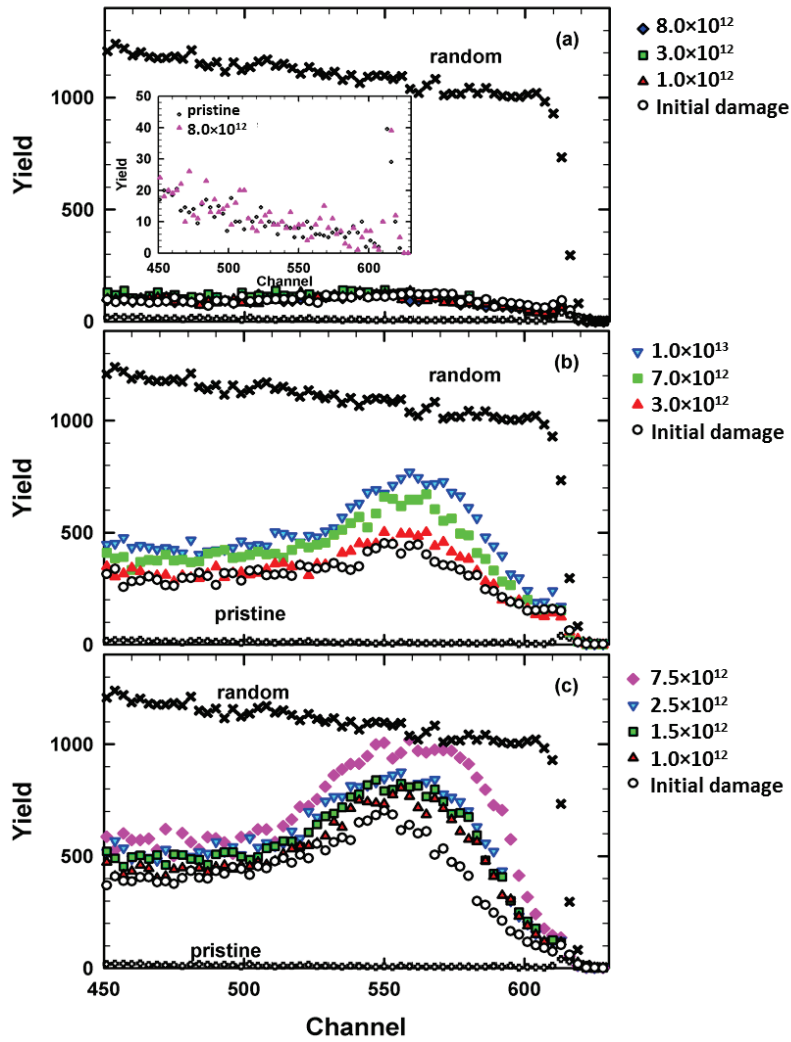 (a)
random
8.0×10¹²
3.0×10¹²
1.0×10¹²
Initial damage
1000
500
0
Yield
50
40
30
20
10
0
Yield
pristine
8.0×10¹²
450
500
550
600
Channel
(b)
random
1.0×10¹³
7.0×10¹²
3.0×10¹²
Initial damage
1000
500
0
Yield
pristine
(c)
random
7.5×10¹²
2.5×10¹²
1.5×10¹²
1.0×10¹²
Initial damage
1000
500
0
Yield
pristine
450
500
550
600
Channel